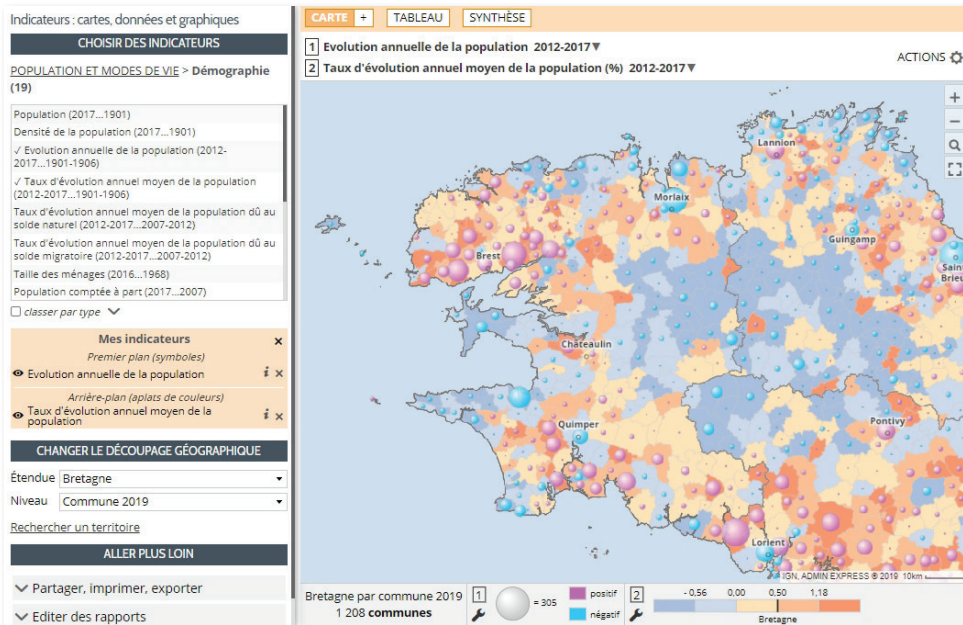 Indicateurs : cartes, données et graphiques
CHOISIR DES INDICATEURS
POPULATION ET MODES DE VIE > Démographie
(19)
Population (2017...1901)
Densité de la population (2017...1901)
✓ Evolution annuelle de la population (2012-
2017...1901-1906)
✓ Taux d'évolution annuel moyen de la population
(2012-2017...1901-1906)
Taux d'évolution annuel moyen de la population dû au
solde naturel (2012-2017...2007-2012)
Taux d'évolution annuel moyen de la population dû au
solde migratoire (2012-2017...2007-2012)
Taille des ménages (2016...1968)
Population comptée à part (2017...2007)
classer par type
Mes indicateurs ×
Premier plan (symboles)
Evolution annuelle de la population i ×
Arrière-plan (aplats de couleurs)
Taux d'évolution annuel moyen de la
population i ×
CHANGER LE DÉCOUPAGE GÉOGRAPHIQUE
Étendue Bretagne
Niveau Commune 2019
Rechercher un territoire
ALLER PLUS LOIN
Partager, imprimer, exporter
Editer des rapports
CARTE + TABLEAU SYNTHÈSE
1 Evolution annuelle de la population 2012-2017▼
2 Taux d'évolution annuel moyen de la population (%) 2012-2017▼
ACTIONS
+
−
Lannion
Morlaix
Guingamp
Saint
Brieu
Brest
Châteaulin
Quimper
Pontivy
Lorient
IGN, ADMIN EXPRESS © 2019 10km
Bretagne par commune 2019
1 208 communes
1
= 305
positif
négatif
2
- 0,56 0,00 0,50 1,18
Bretagne